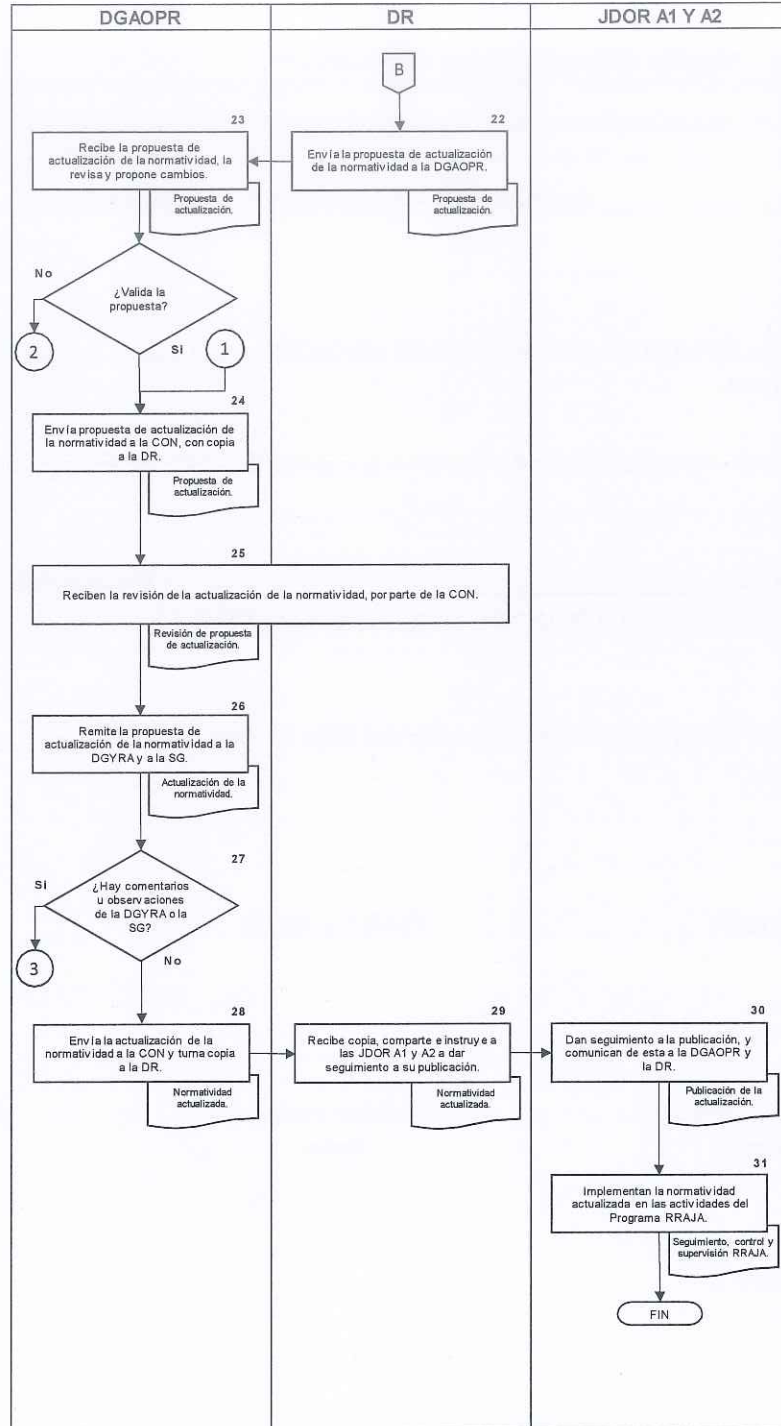 DGAOPR
DR
JDOR A1 Y A2
B
22
Envía la propuesta de actualización
de la normatividad a la DGAOPR.
Propuesta de
actualización.
23
Recibe la propuesta de
actualización de la normatividad, la
revisa y propone cambios.
Propuesta de
actualización.
No
¿Valida la
propuesta?
2
Sí
1
24
Envía propuesta de actualización de
la normatividad a la CON, con copia
a la DR.
Propuesta de
actualización.
25
Reciben la revisión de la actualización de la normatividad, por parte de la CON.
Revisión de propuesta
de actualización.
26
Remite la propuesta de
actualización de la normatividad a la
DGYRA y a la SG.
Actualización de la
normatividad.
27
Sí
¿Hay comentarios
u observaciones
de la DGYRA o la
SG?
3
No
28
Envía la actualización de la
normatividad a la CON y turna copia
a la DR.
Normatividad
actualizada.
29
Recibe copia, comparte e instruye a
las JDOR A1 y A2 a dar
seguimiento a su publicación.
Normatividad
actualizada.
30
Dan seguimiento a la publicación, y
comunican de esta a la DGAOPR y
la DR.
Publicación de la
actualización.
31
Implementan la normatividad
actualizada en las actividades del
Programa RRAJA.
Seguimiento, control y
supervisión RRAJA.
FIN